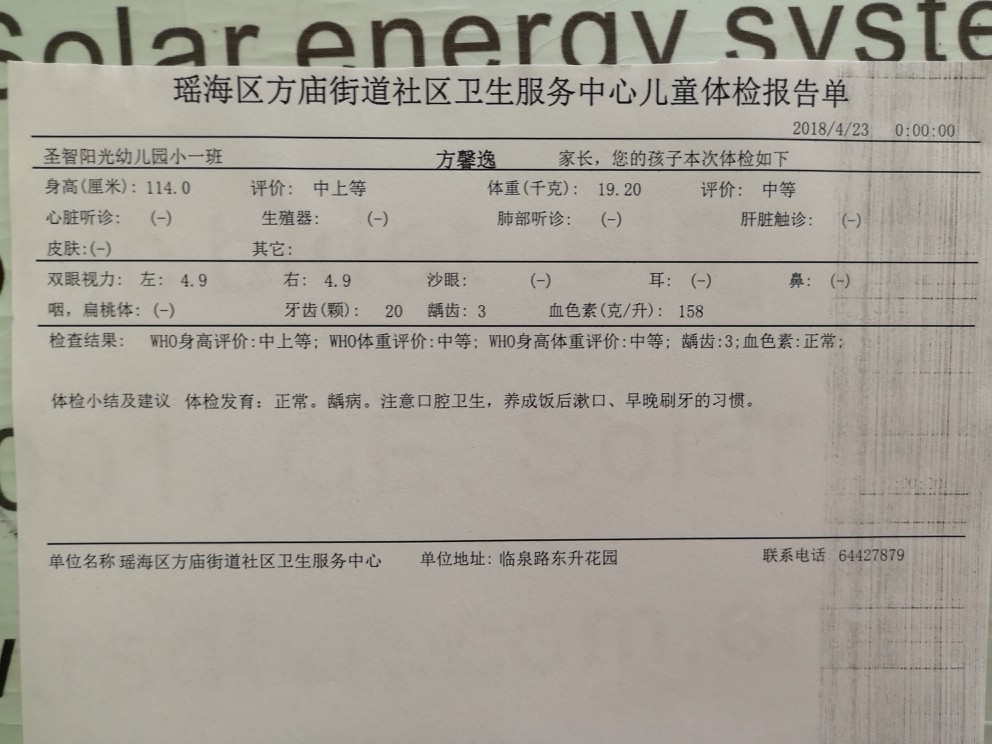 Solar energy syste
瑶海区方庙街道社区卫生服务中心儿童体检报告单
2018/4/23 0:00:00
圣智阳光幼儿园小一班 方馨逸 家长，您的孩子本次体检如下
身高(厘米): 114.0 评价: 中上等 体重(千克): 19.20 评价: 中等
心脏听诊: (-) 生殖器: (-) 肺部听诊: (-) 肝脏触诊: (-)
皮肤:(-) 其它:
双眼视力: 左: 4.9 右: 4.9 沙眼: (-) 耳: (-) 鼻: (-)
咽，扁桃体: (-) 牙齿(颗): 20 龋齿: 3 血色素(克/升): 158
检查结果: WHO身高评价:中上等; WHO体重评价:中等; WHO身高体重评价:中等; 龋齿:3;血色素:正常;
体检小结及建议 体检发育: 正常。龋病。注意口腔卫生，养成饭后漱口、早晚刷牙的习惯。
单位名称 瑶海区方庙街道社区卫生服务中心 单位地址: 临泉路东升花园 联系电话 64427879